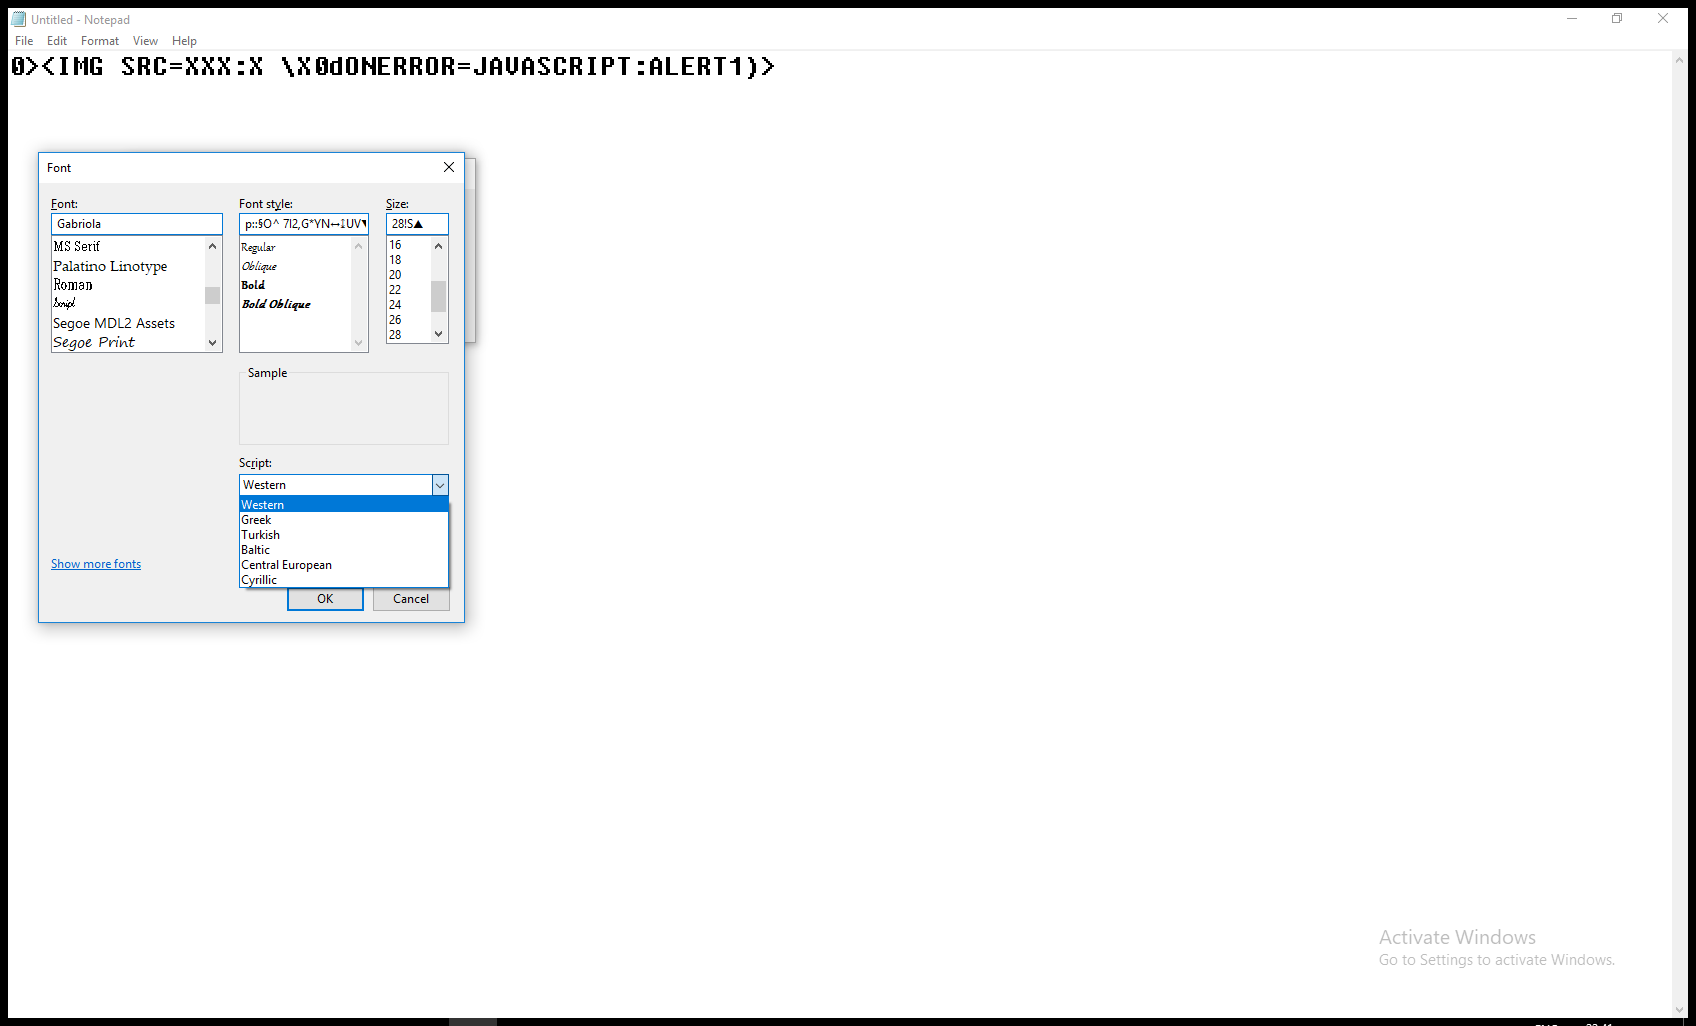 Untitled - Notepad
File Edit Format View Help
0><IMG SRC=XXX:X \X0dONERROR=JAVASCRIPT:ALERT1)>
Font
Font: Font style: Size:
Gabriola p::§O^ 7I2,G*YN↔1UV¶ 28!S▲
MS Serif
Palatino Linotype
Roman
Script
Segoe MDL2 Assets
Segoe Print
Regular
Oblique
Bold
Bold Oblique
16
18
20
22
24
26
28
Sample
Script:
Western
Western
Greek
Turkish
Baltic
Central European
Cyrillic
Show more fonts
OK Cancel
Activate Windows
Go to Settings to activate Windows.